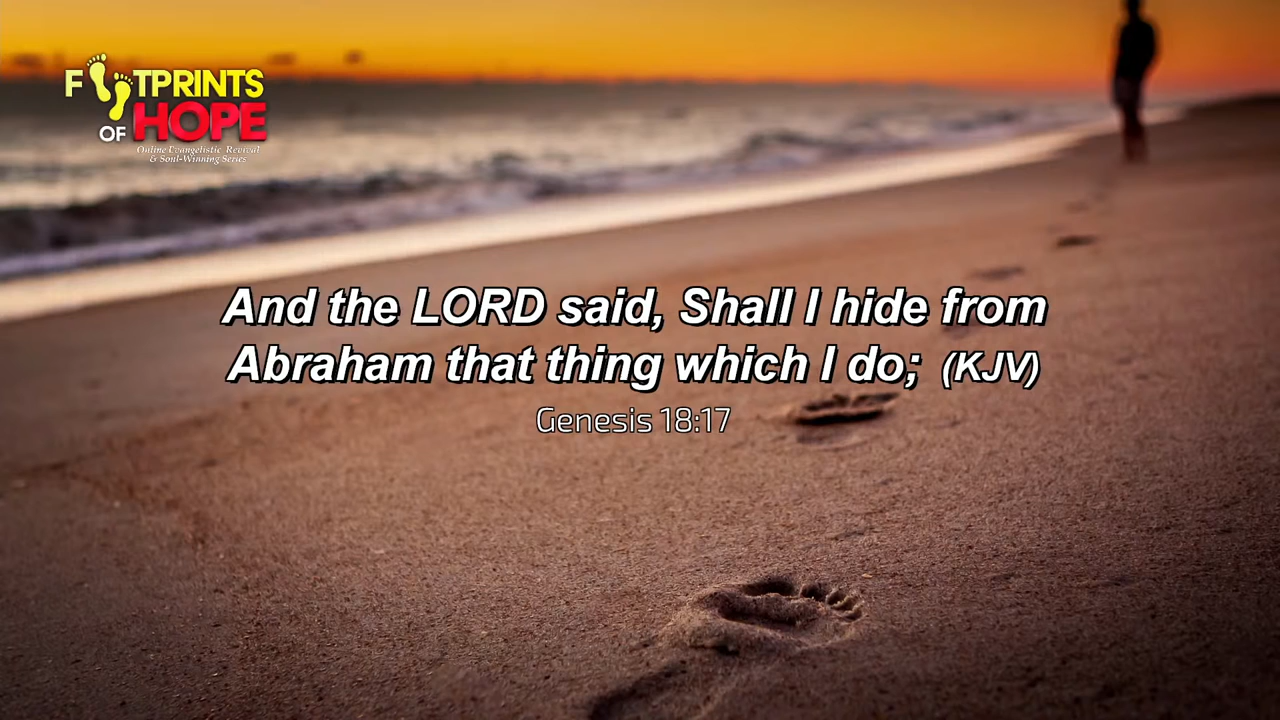 FOOTPRINTS
OF HOPE
Online Evangelistic Revival
& Soul-Winning Series
And the LORD said, Shall I hide from
Abraham that thing which I do; (KJV)
Genesis 18:17